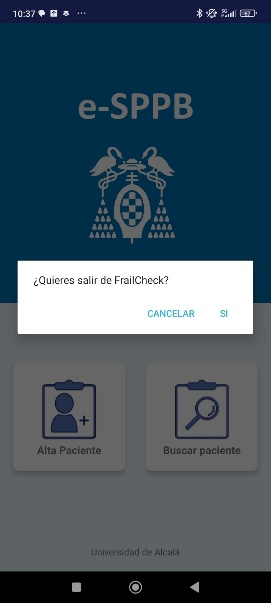 10:37
e-SPPB
¿Quieres salir de FrailCheck?
CANCELAR SI
Alta Paciente Buscar paciente
Universidad de Alcalá